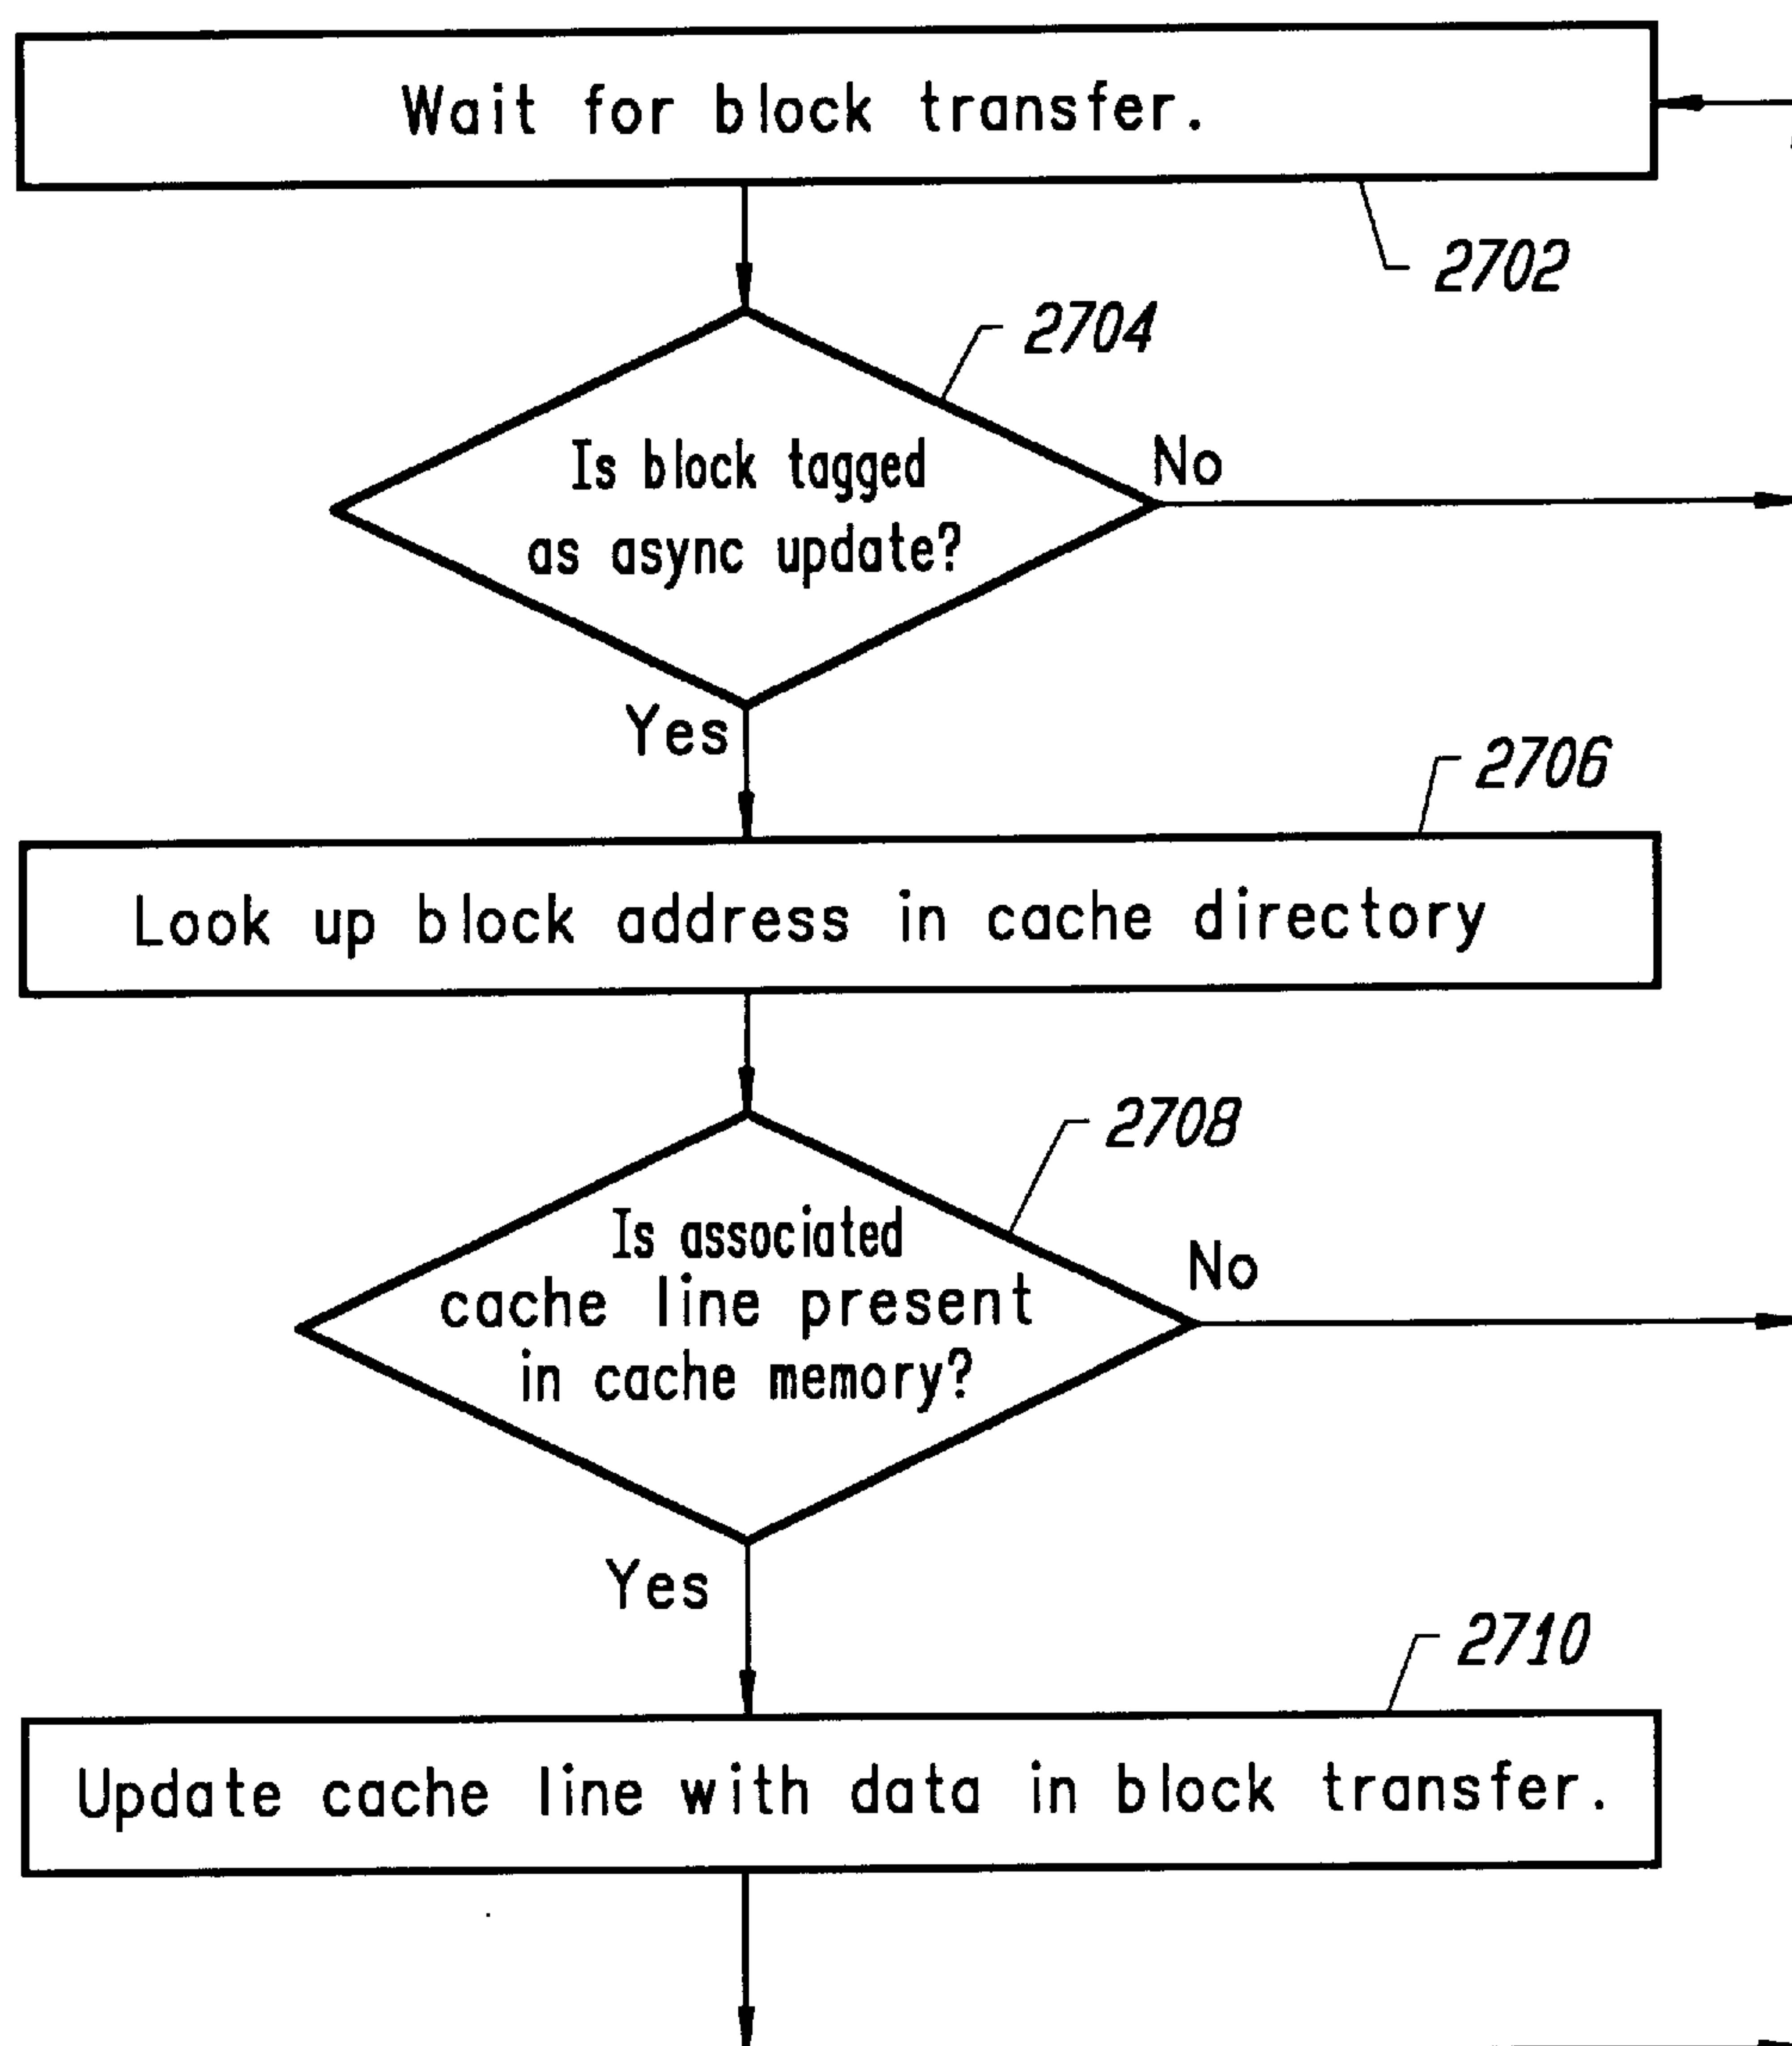 Wait for block transfer.
2702
2704
Is block tagged
as async update?
No
Yes
2706
Look up block address in cache directory
2708
Is associated
cache line present
in cache memory?
No
Yes
2710
Update cache line with data in block transfer.